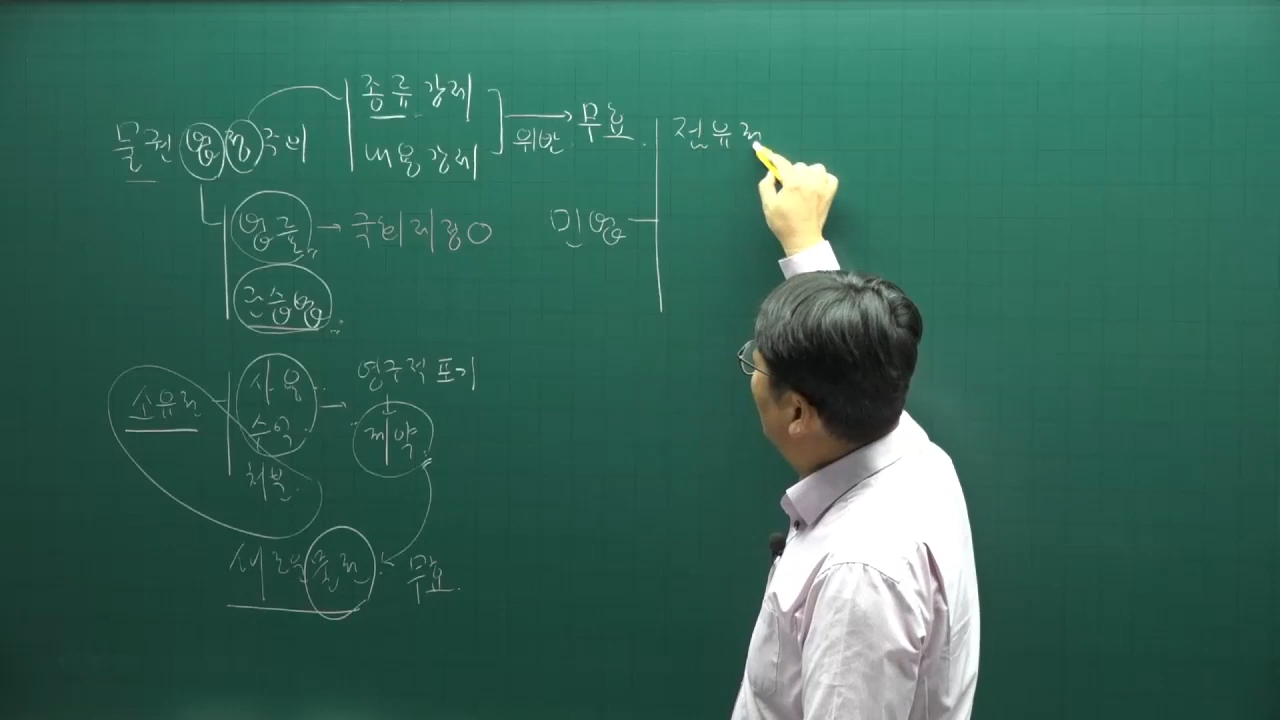 물권 법정주의
종류 강제
내용 강제
위반
무효
법률 → 국회 제정 ○
관습법
민법
점유권
소유권
사용
수익
처분
→ 영구적 포기
제약
새로운 물권
무효